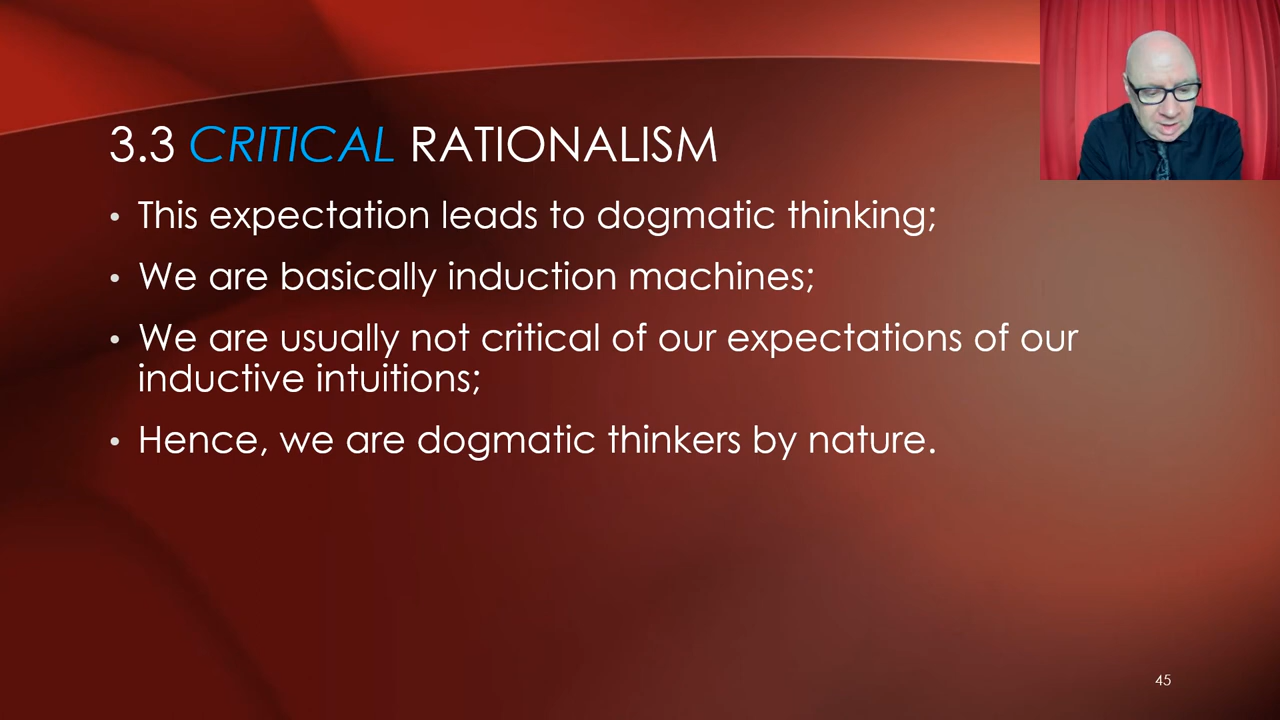 3.3 CRITICAL RATIONALISM
• This expectation leads to dogmatic thinking;
• We are basically induction machines;
• We are usually not critical of our expectations of our
inductive intuitions;
• Hence, we are dogmatic thinkers by nature.
45